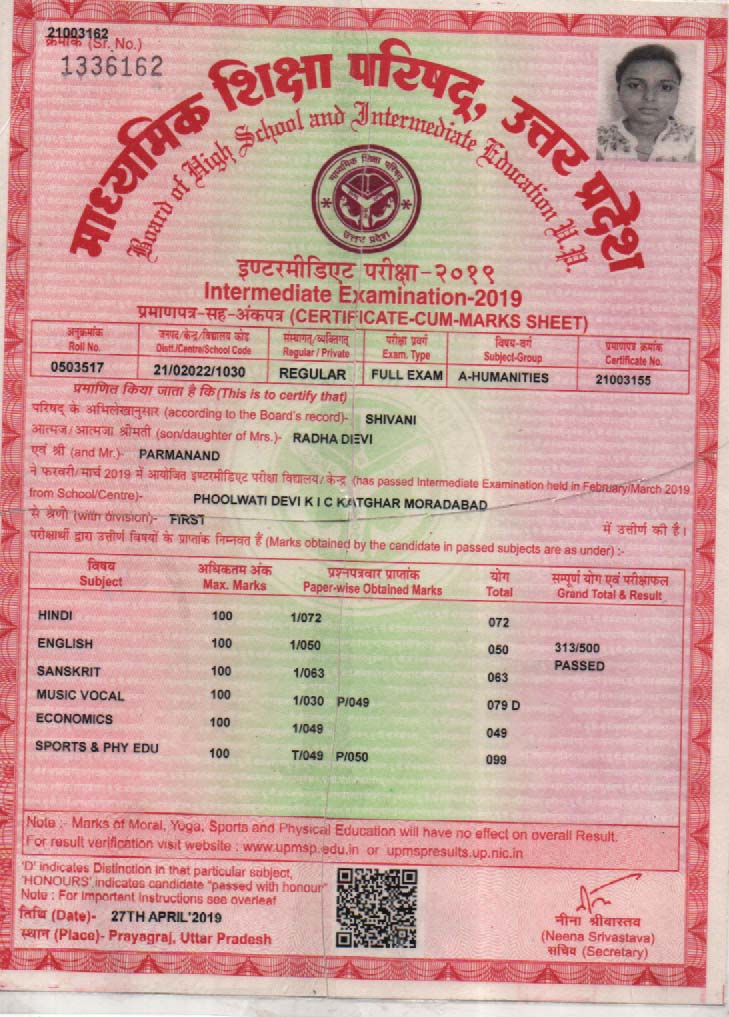 21003162
क्रमांक (Sr. No.)
1336162
माध्यमिक शिक्षा परिषद्, उत्तर प्रदेश
Board of High School and Intermediate Education U.P.
माध्यमिक शिक्षा परिषद्
उत्तर प्रदेश
इण्टरमीडिएट परीक्षा-२०१९
Intermediate Examination-2019
प्रमाणपत्र-सह-अंकपत्र (CERTIFICATE-CUM-MARKS SHEET)
अनुक्रमांक जनपद/केन्द्र/विद्यालय कोड संस्थागत्/व्यक्तिगत् परीक्षा प्रवर्ग विषय-वर्ग प्रमाणपत्र क्रमांक
Roll No. Distt./Centre/School Code Regular / Private Exam. Type Subject-Group Certificate No.
0503517 21/02022/1030 REGULAR FULL EXAM A-HUMANITIES 21003155
प्रमाणित किया जाता है कि (This is to certify that)
परिषद् के अभिलेखानुसार (according to the Board's record)- SHIVANI
आत्मज/आत्मजा श्रीमती (son/daughter of Mrs.)- RADHA DEVI
एवं श्री (and Mr.)- PARMANAND
ने फरवरी/मार्च 2019 में आयोजित इण्टरमीडिएट परीक्षा विद्यालय/केन्द्र (has passed Intermediate Examination held in February/March 2019
from School/Centre)- PHOOLWATI DEVI K I C KATGHAR MORADABAD
से श्रेणी (with division)- FIRST में उत्तीर्ण की है।
परीक्षार्थी द्वारा उत्तीर्ण विषयों के प्राप्तांक निम्नवत् हैं (Marks obtained by the candidate in passed subjects are as under) :-
विषय अधिकतम अंक प्रश्नपत्रवार प्राप्तांक योग सम्पूर्ण योग एवं परीक्षाफल
Subject Max. Marks Paper-wise Obtained Marks Total Grand Total & Result
HINDI 100 1/072 072
ENGLISH 100 1/050 050 313/500
PASSED
SANSKRIT 100 1/063 063
MUSIC VOCAL 100 1/030 P/049 079 D
ECONOMICS 100 1/049 049
SPORTS & PHY EDU 100 T/049 P/050 099
Note :- Marks of Moral, Yoga, Sports and Physical Education will have no effect on overall Result.
For result verification visit website : www.upmsp.edu.in or upmspresults.up.nic.in
'D' indicates Distinction in that particular subject,
'HONOURS' indicates candidate "passed with honour"
Note : For Important Instructions see overleaf
तिथि (Date)- 27TH APRIL'2019
स्थान (Place)- Prayagraj, Uttar Pradesh
नीना श्रीवास्तव
(Neena Srivastava)
सचिव (Secretary)